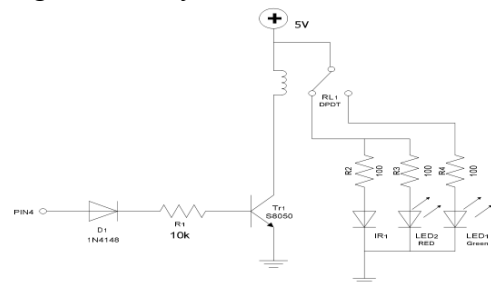 5V
RL1
DPDT
R2
100
R3
100
R4
100
PIN4
D1
1N4148
R1
10k
Tr1
S8050
IR1
LED2
RED
LED1
Green